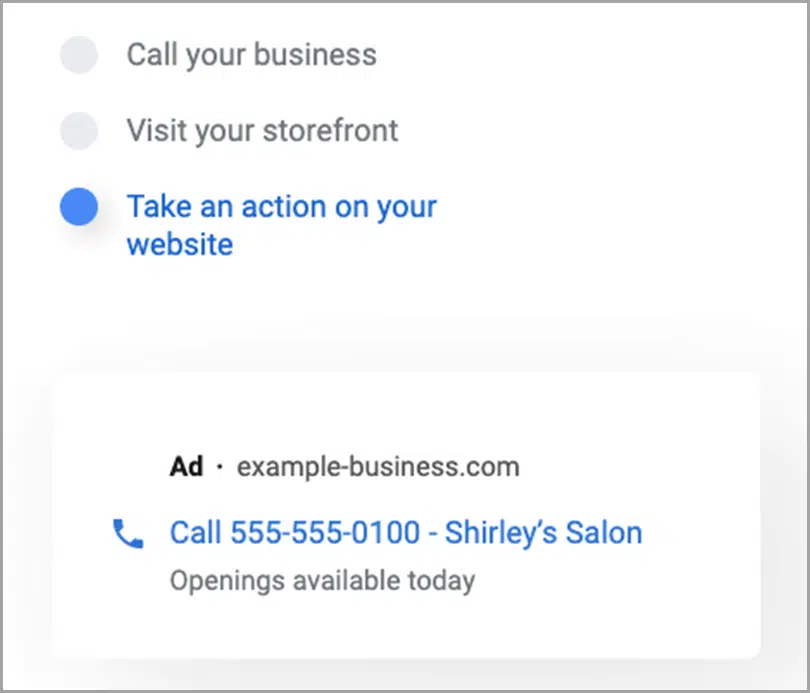 Call your business
Visit your storefront
Take an action on your
website
Ad · example-business.com
Call 555-555-0100 - Shirley’s Salon
Openings available today